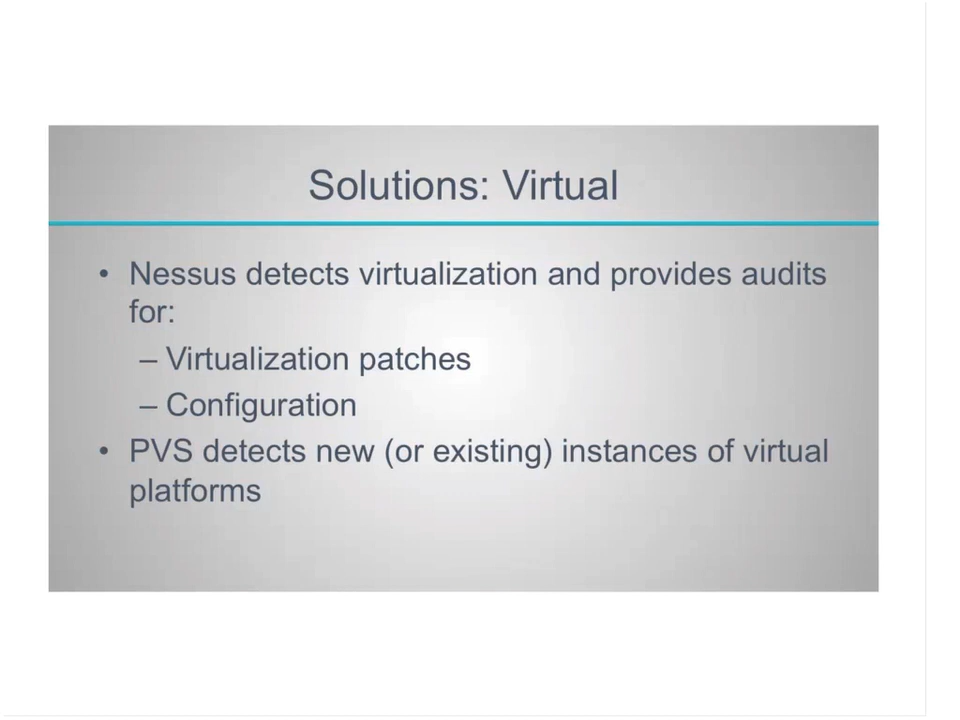 Solutions: Virtual
• Nessus detects virtualization and provides audits
for:
– Virtualization patches
– Configuration
• PVS detects new (or existing) instances of virtual
platforms